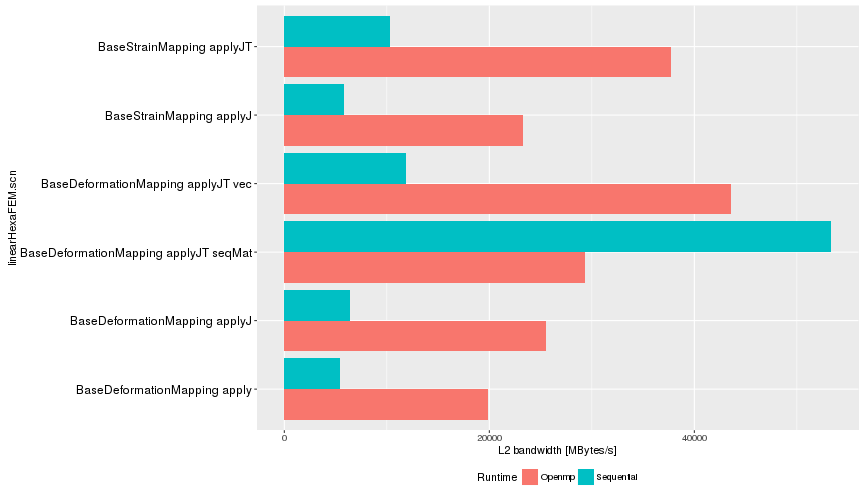 BaseStrainMapping applyJT
BaseStrainMapping applyJ
BaseDeformationMapping applyJT vec
BaseDeformationMapping applyJT seqMat
BaseDeformationMapping applyJ
BaseDeformationMapping apply
linearHexaFEM.scn
0 20000 40000
L2 bandwidth [MBytes/s]
Runtime Openmp Sequential